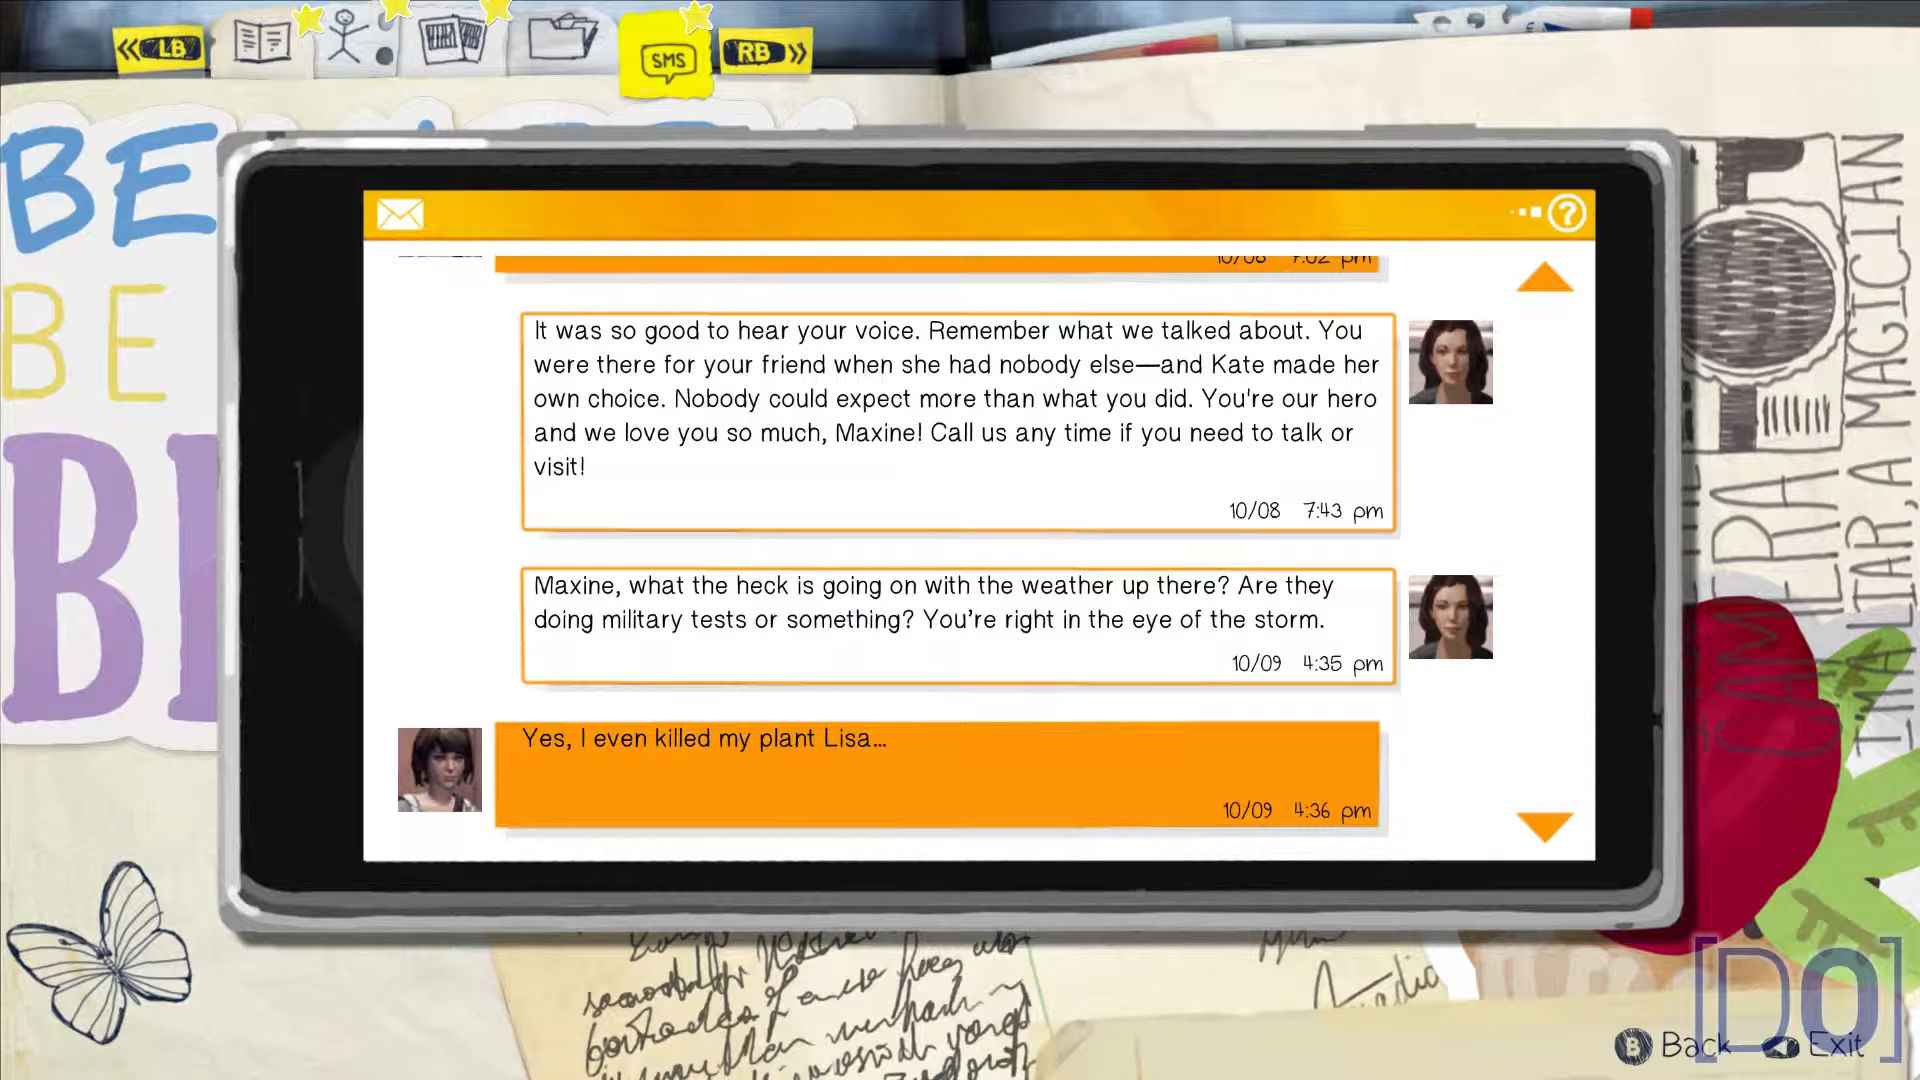 LB
SMS
RB
BE
BE
10/08 7:02 pm
It was so good to hear your voice. Remember what we talked about. You
were there for your friend when she had nobody else—and Kate made her
own choice. Nobody could expect more than what you did. You're our hero
and we love you so much, Maxine! Call us any time if you need to talk or
visit!
10/08 7:43 pm
Maxine, what the heck is going on with the weather up there? Are they
doing military tests or something? You’re right in the eye of the storm.
10/09 4:35 pm
Yes, I even killed my plant Lisa...
10/09 4:36 pm
A MAGICIAN
[DO]
B Back
Exit